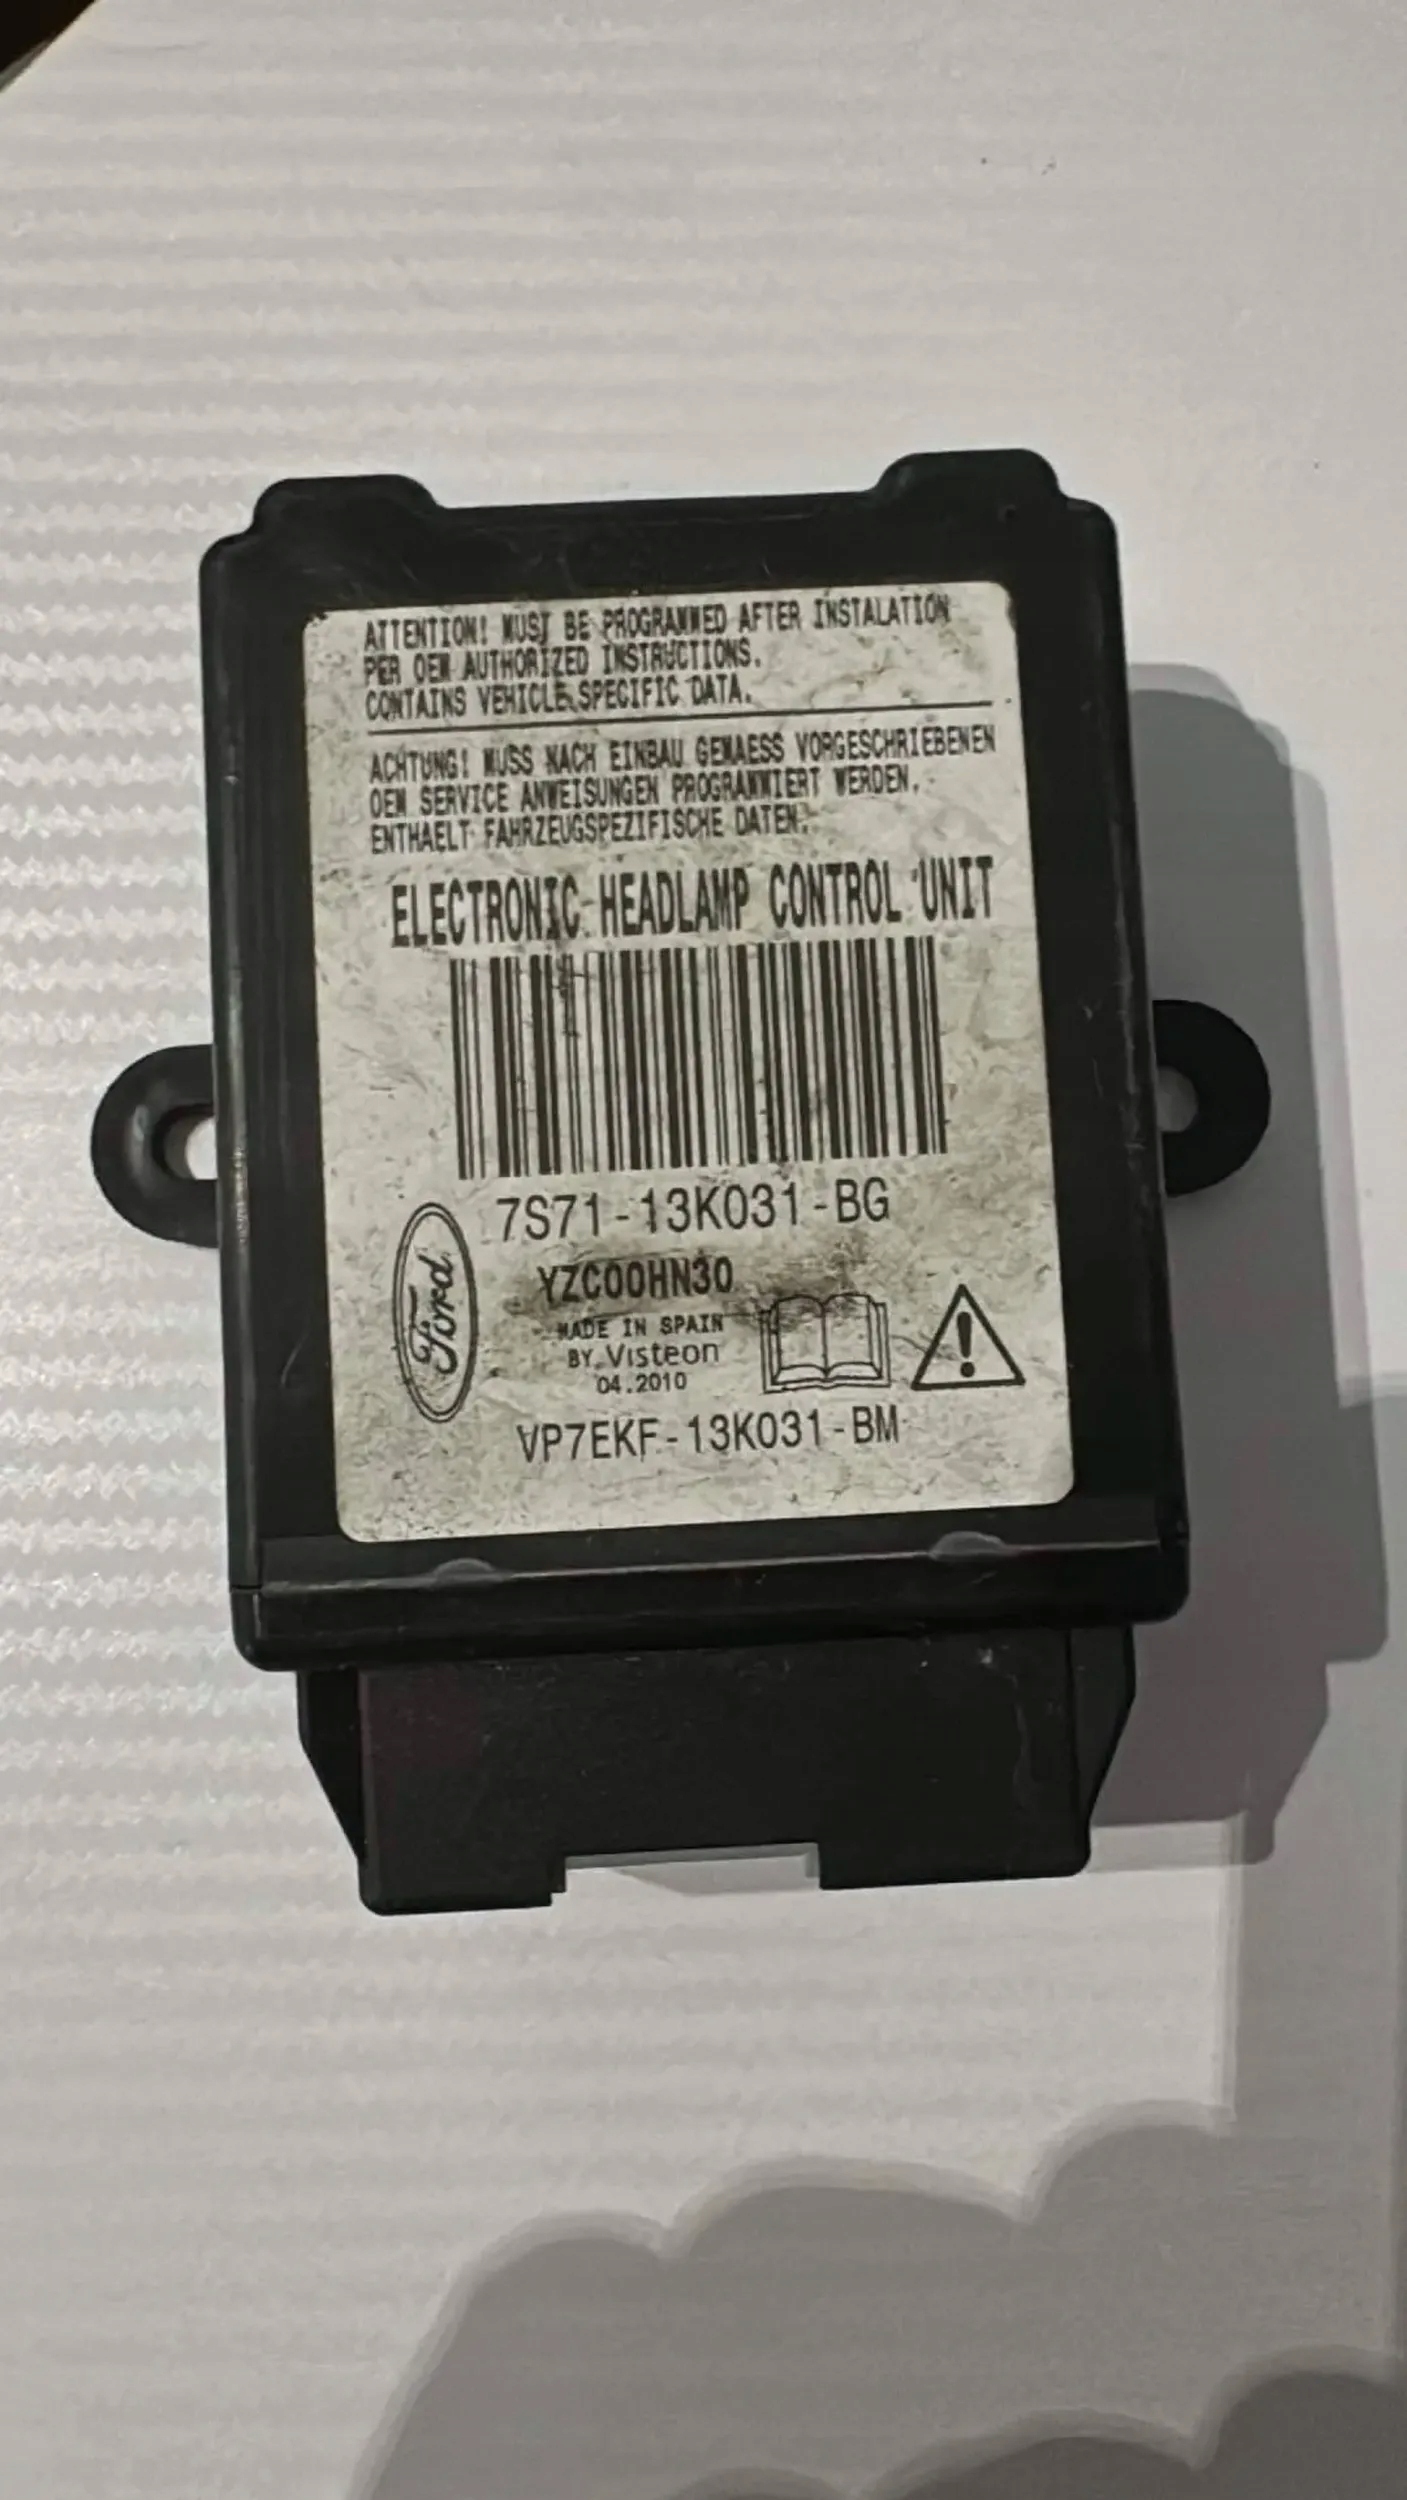 ATTENTION! MUST BE PROGRAMMED AFTER INSTALATION
PER OEM AUTHORIZED INSTRUCTIONS.
CONTAINS VEHICLE SPECIFIC DATA.
ACHTUNG! MUSS NACH EINBAU GEMAESS VORGESCHRIEBENEN
OEM SERVICE ANWEISUNGEN PROGRAMMIERT WERDEN.
ENTHAELT FAHRZEUGSPEZIFISCHE DATEN.
ELECTRONIC HEADLAMP CONTROL UNIT
7S71-13K031-BG
YZC00HN30
MADE IN SPAIN
BY Visteon
04.2010
Ford
VP7EKF-13K031-BM